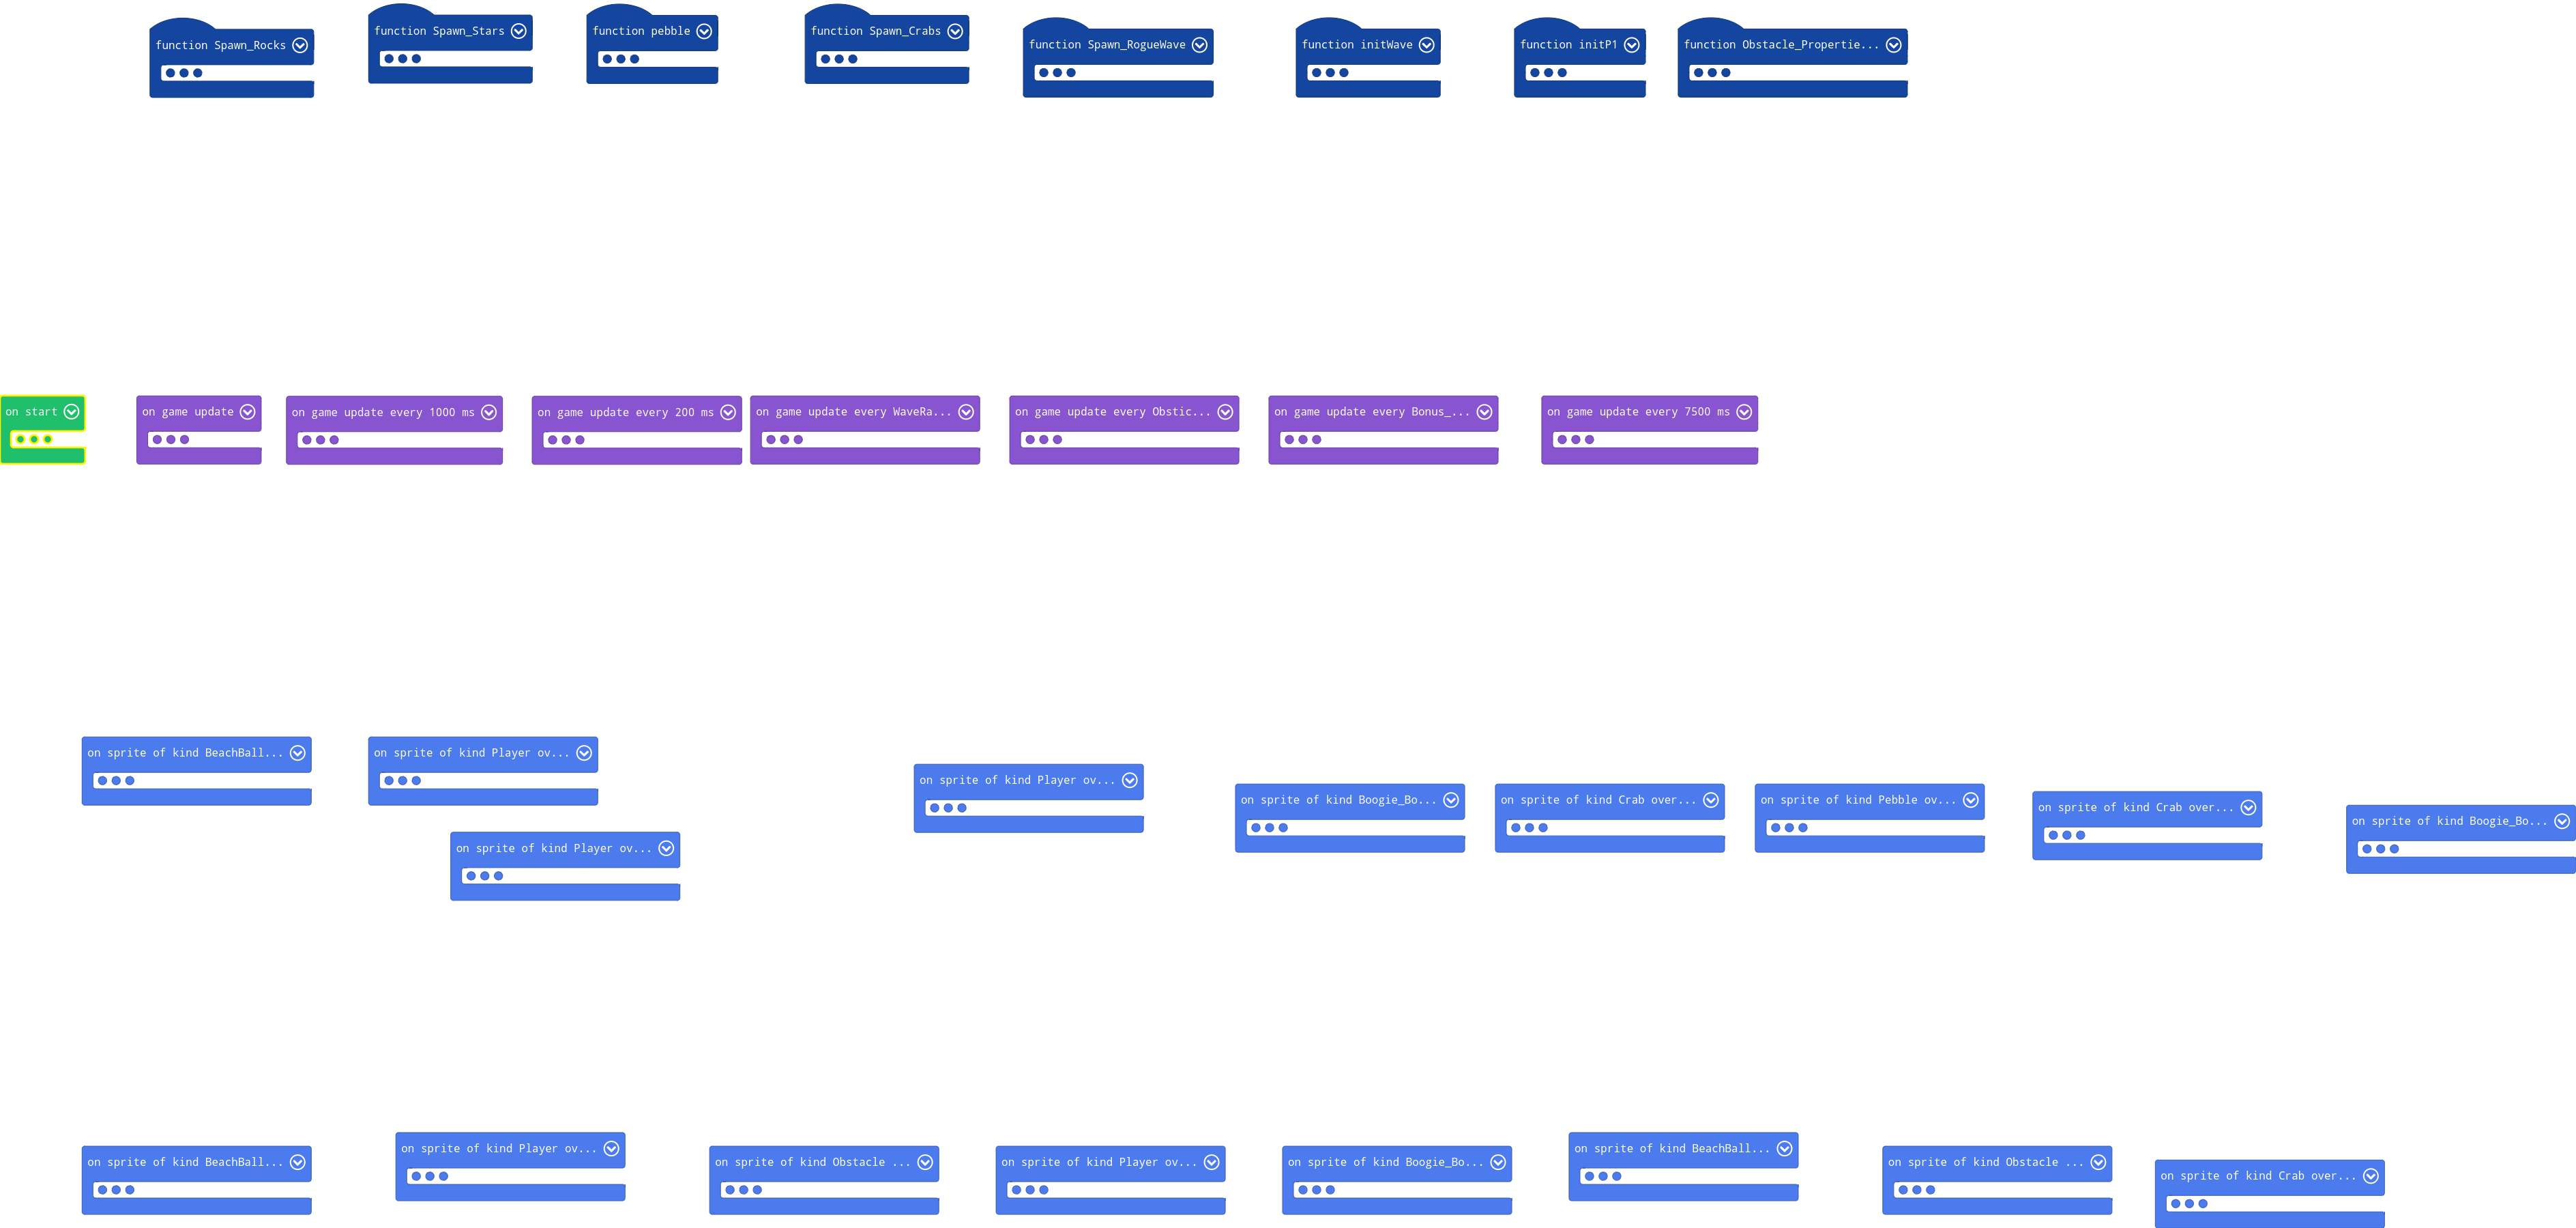 function Spawn_Rocks
function Spawn_Stars
function pebble
function Spawn_Crabs
function Spawn_RogueWave
function initWave
function initP1
function Obstacle_Propertie...
on start
on game update
on game update every 1000 ms
on game update every 200 ms
on game update every WaveRa...
on game update every Obstic...
on game update every Bonus_...
on game update every 7500 ms
on sprite of kind BeachBall...
on sprite of kind Player ov...
on sprite of kind Player ov...
on sprite of kind Boogie_Bo...
on sprite of kind Crab over...
on sprite of kind Pebble ov...
on sprite of kind Crab over...
on sprite of kind Boogie_Bo...
on sprite of kind Player ov...
on sprite of kind BeachBall...
on sprite of kind Player ov...
on sprite of kind Obstacle ...
on sprite of kind Player ov...
on sprite of kind Boogie_Bo...
on sprite of kind BeachBall...
on sprite of kind Obstacle ...
on sprite of kind Crab over...